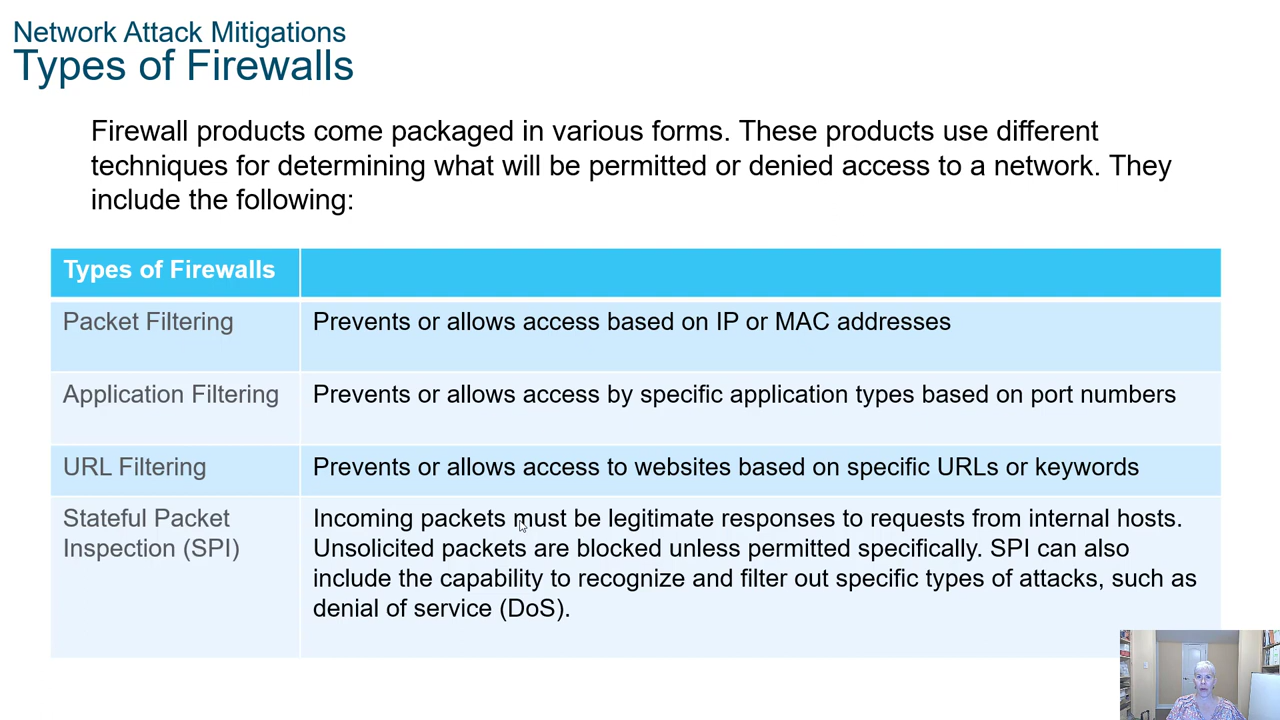 Network Attack Mitigations
Types of Firewalls
Firewall products come packaged in various forms. These products use different
techniques for determining what will be permitted or denied access to a network. They
include the following:
Types of Firewalls
Packet Filtering
Prevents or allows access based on IP or MAC addresses
Application Filtering
Prevents or allows access by specific application types based on port numbers
URL Filtering
Prevents or allows access to websites based on specific URLs or keywords
Stateful Packet
Inspection (SPI)
Incoming packets must be legitimate responses to requests from internal hosts.
Unsolicited packets are blocked unless permitted specifically. SPI can also
include the capability to recognize and filter out specific types of attacks, such as
denial of service (DoS).